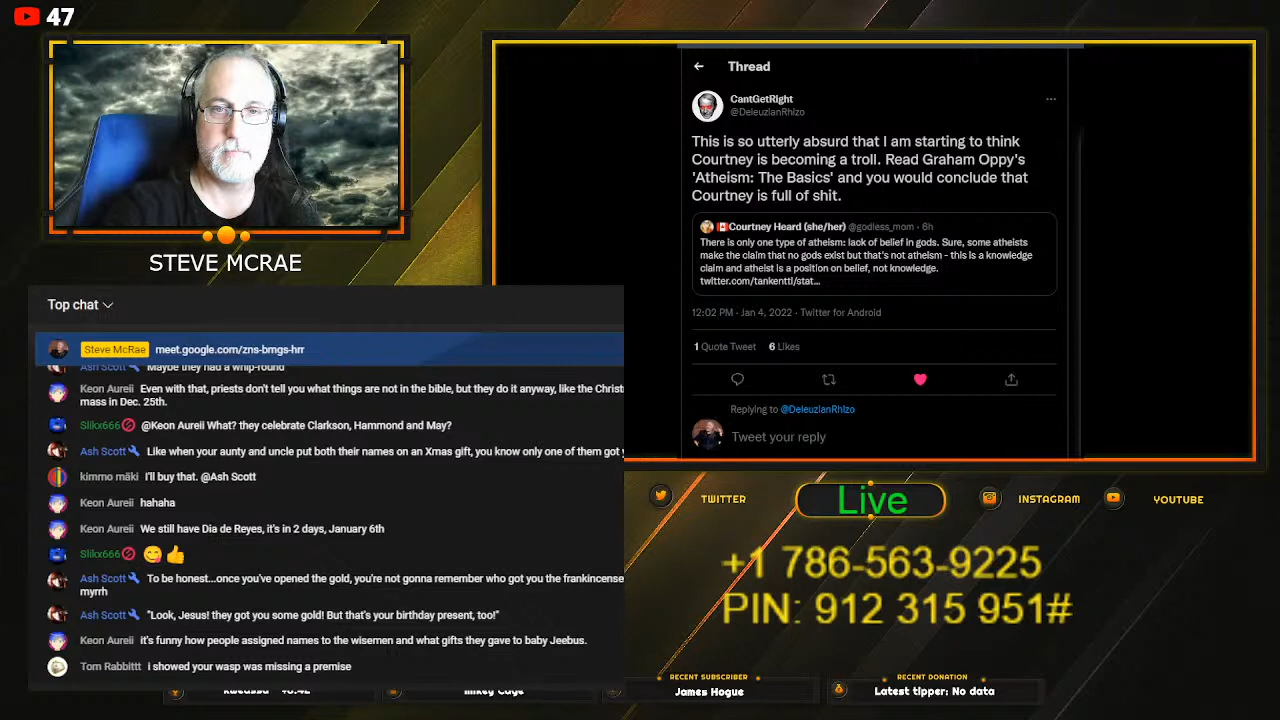 47
STEVE MCRAE
Top chat
Steve McRae meet.google.com/zns-bmgs-hrr
Ash Scott Maybe they had a whip-round
Keon Aureii Even with that, priests don't tell you what things are not in the bible, but they do it anyway, like the Christ
mass in Dec. 25th.
Slikx666 @Keon Aureii What? they celebrate Clarkson, Hammond and May?
Ash Scott Like when your aunty and uncle put both their names on an Xmas gift, you know only one of them got
kimmo mäki I'll buy that. @Ash Scott
Keon Aureii hahaha
Keon Aureii We still have Dia de Reyes, it's in 2 days, January 6th
Slikx666 😋👍
Ash Scott To be honest...once you've opened the gold, you're not gonna remember who got you the frankincense
myrrh
Ash Scott "Look, Jesus! they got you some gold! But that's your birthday present, too!"
Keon Aureii it's funny how people assigned names to the wisemen and what gifts they gave to baby Jeebus.
Tom Rabbittt i showed your wasp was missing a premise
Thread
CantGetRight
@DeleuzianRhizo
This is so utterly absurd that I am starting to think
Courtney is becoming a troll. Read Graham Oppy's
'Atheism: The Basics' and you would conclude that
Courtney is full of shit.
Courtney Heard (she/her) @godless_mom · 6h
There is only one type of atheism: lack of belief in gods. Sure, some atheists
make the claim that no gods exist but that's not atheism - this is a knowledge
claim and atheist is a position on belief, not knowledge.
twitter.com/tankenttl/stat...
12:02 PM · Jan 4, 2022 · Twitter for Android
1 Quote Tweet 6 Likes
Replying to @DeleuzianRhizo
Tweet your reply
TWITTER
Live
INSTAGRAM
YOUTUBE
+1 786-563-9225
PIN: 912 315 951#
Mikey Cage
RECENT SUBSCRIBER
James Hogue
RECENT DONATION
Latest tipper: No data